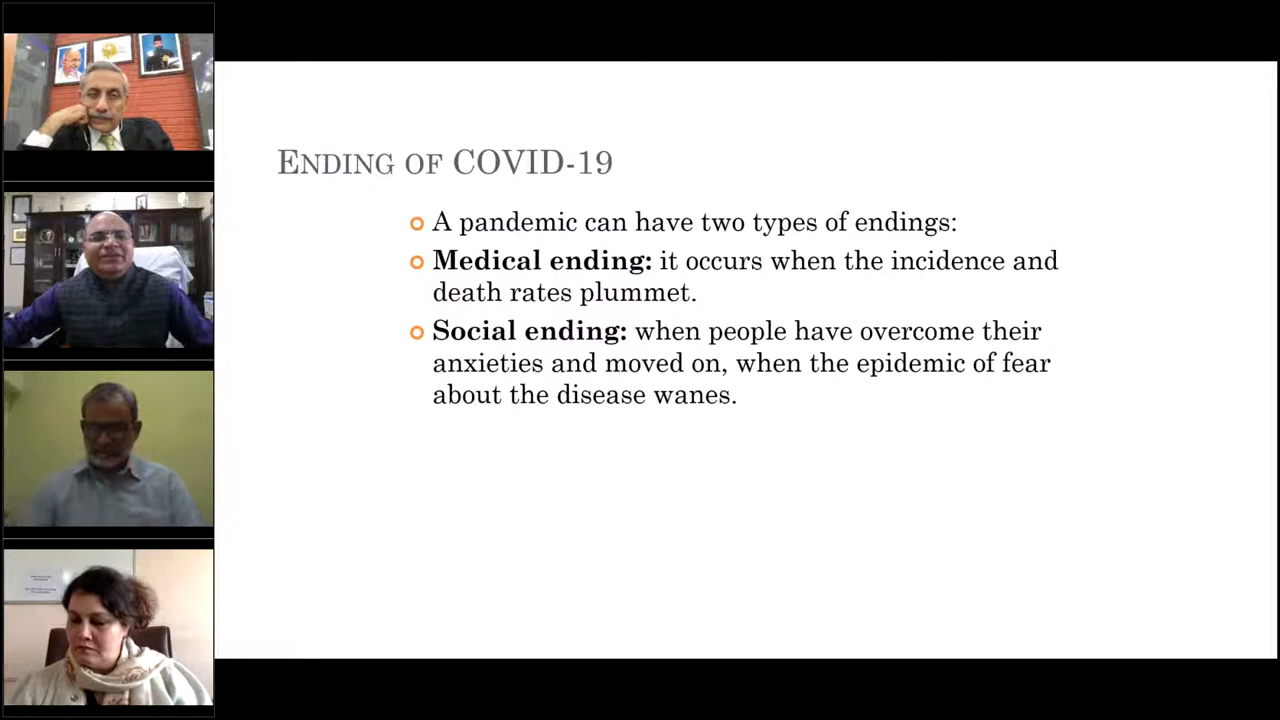 ENDING OF COVID-19
A pandemic can have two types of endings:
Medical ending: it occurs when the incidence and
death rates plummet.
Social ending: when people have overcome their
anxieties and moved on, when the epidemic of fear
about the disease wanes.